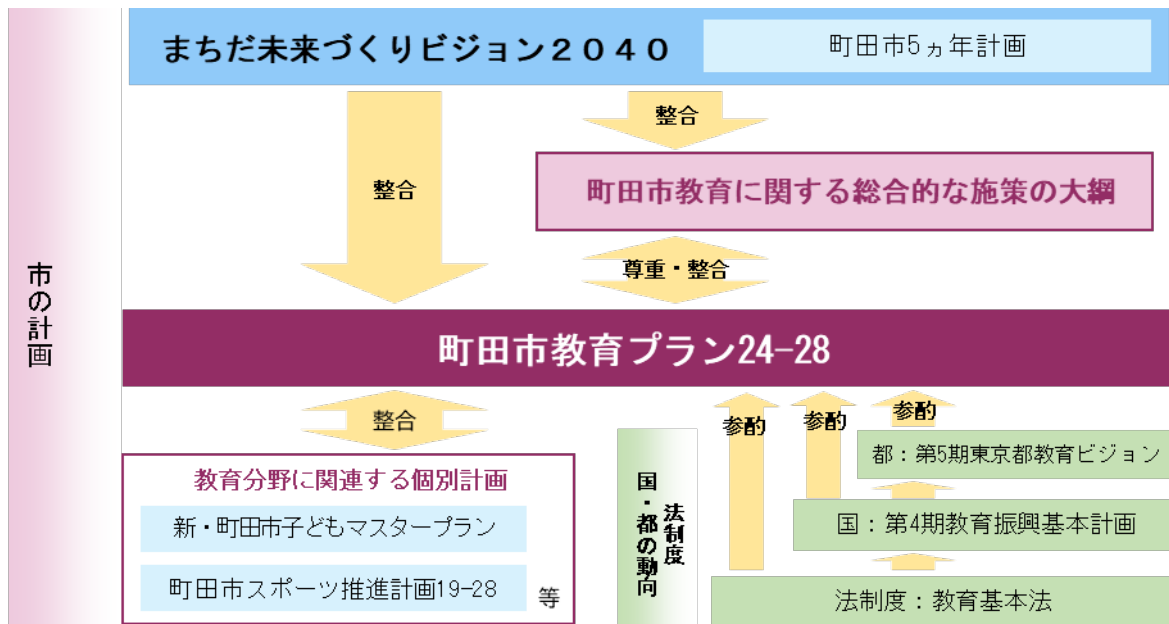 市の計画
まちだ未来づくりビジョン２０４０
町田市5ヵ年計画
整合
整合
町田市教育に関する総合的な施策の大綱
尊重・整合
町田市教育プラン24-28
整合
教育分野に関連する個別計画
新・町田市子どもマスタープラン
町田市スポーツ推進計画19-28
等
法制度
国・都の動向
参酌
参酌
参酌
都：第5期東京都教育ビジョン
国：第4期教育振興基本計画
法制度：教育基本法